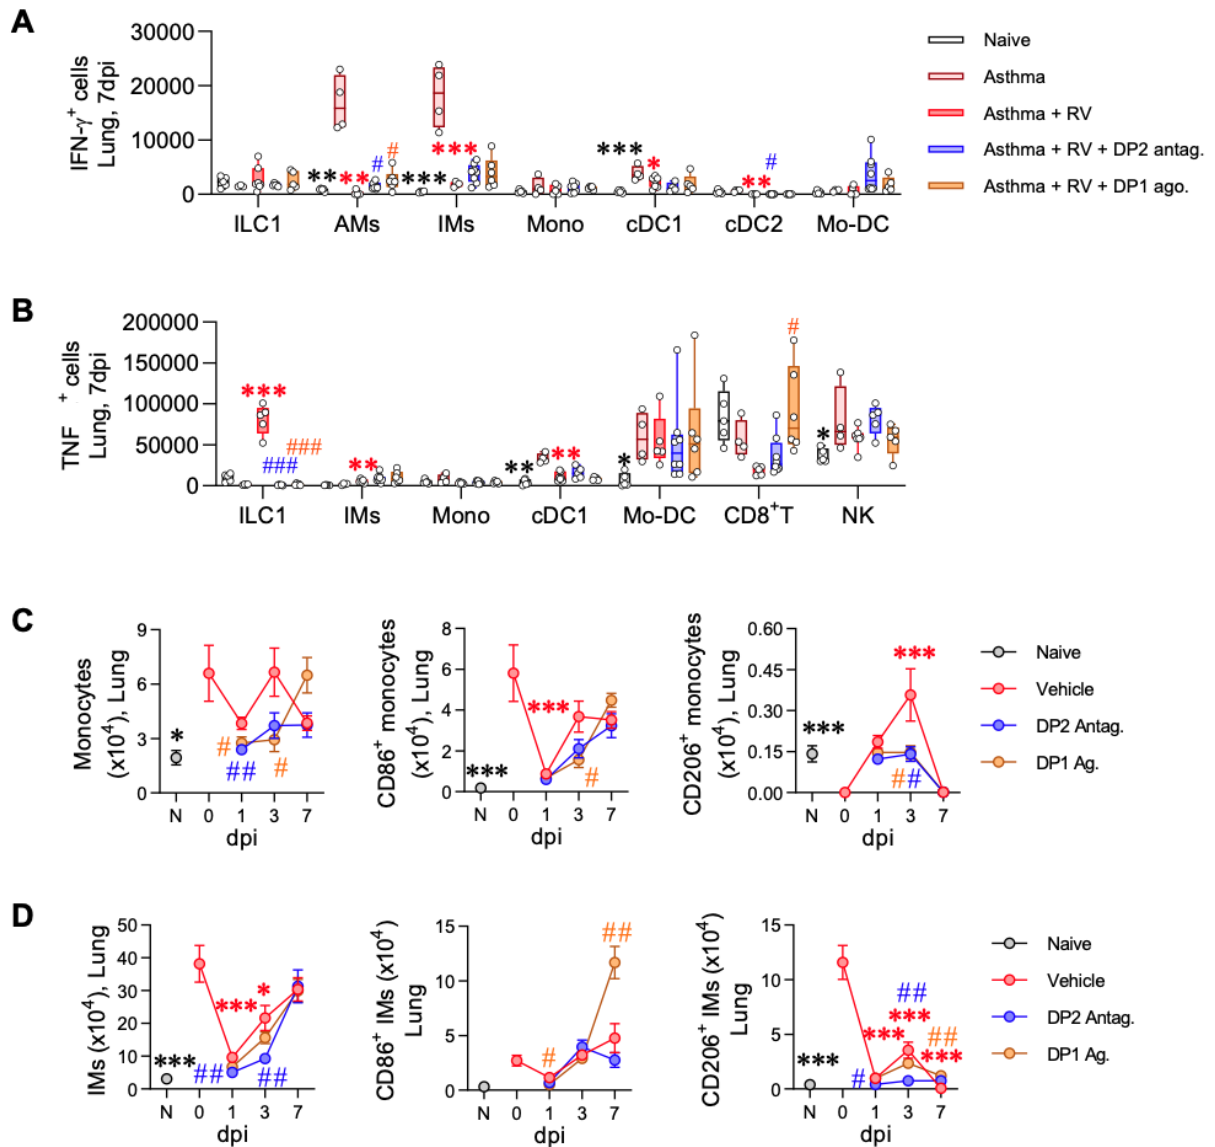 A
IFN-γ+ cells
Lung, 7dpi
30000
20000
10000
0
** ** # # *** *** *** * ** #
ILC1 AMs IMs Mono cDC1 cDC2 Mo-DC
Naive
Asthma
Asthma + RV
Asthma + RV + DP2 antag.
Asthma + RV + DP1 ago.
B
TNF + cells
Lung, 7dpi
200000
150000
100000
50000
0
*** ### ### ** ** ** * # *
ILC1 IMs Mono cDC1 Mo-DC CD8+T NK
C
Monocytes
(x10⁴), Lung
9
6
3
0
* # ## #
N 0 1 3 7
dpi
CD86+ monocytes
(x10⁴), Lung
8
6
4
2
0
*** *** #
N 0 1 3 7
dpi
CD206+ monocytes
(x10⁴), Lung
0.60
0.45
0.30
0.15
0.00
*** *** # #
N 0 1 3 7
dpi
Naive
Vehicle
DP2 Antag.
DP1 Ag.
D
IMs (x10⁴), Lung
50
40
30
20
10
0
*** ## *** * ##
N 0 1 3 7
dpi
CD86+ IMs (x10⁴)
Lung
15
10
5
0
# ##
N 0 1 3 7
dpi
CD206+ IMs (x10⁴)
Lung
15
10
5
0
*** # *** ## *** ## ***
N 0 1 3 7
dpi
Naive
Vehicle
DP2 Antag.
DP1 Ag.